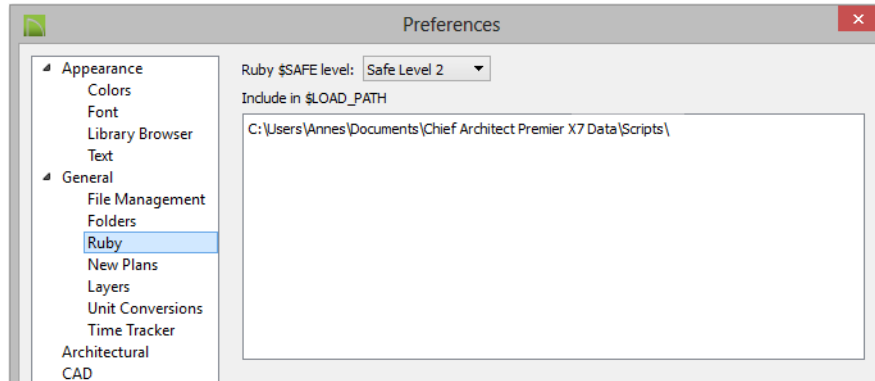 Preferences
Appearance
Colors
Font
Library Browser
Text
General
File Management
Folders
Ruby
New Plans
Layers
Unit Conversions
Time Tracker
Architectural
CAD
Ruby $SAFE level: Safe Level 2
Include in $LOAD_PATH
C:\Users\Annes\Documents\Chief Architect Premier X7 Data\Scripts\